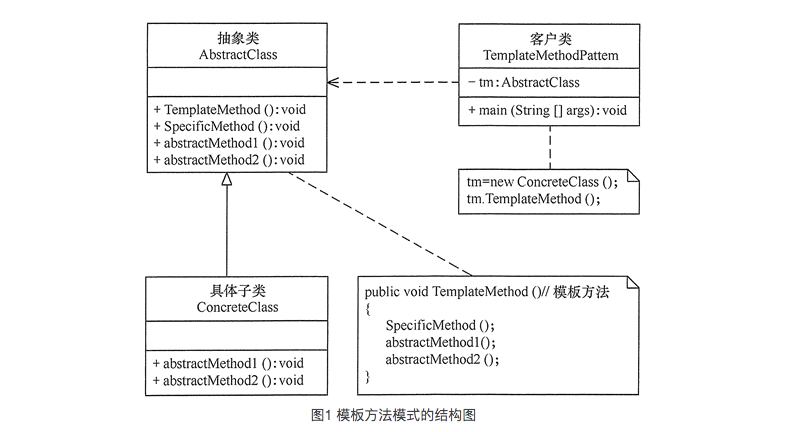 抽象类
AbstractClass
+ TemplateMethod (): void
+ SpecificMethod (): void
+ abstractMethod1 (): void
+ abstractMethod2 (): void
客户类
TemplateMethodPattem
− tm: AbstractClass
+ main (String [] args): void
tm=new ConcreteClass ();
tm.TemplateMethod ();
具体子类
ConcreteClass
+ abstractMethod1 (): void
+ abstractMethod2 (): void
public void TemplateMethod ()// 模板方法
{
SpecificMethod ();
abstractMethod1();
abstractMethod2 ();
}
图1 模板方法模式的结构图